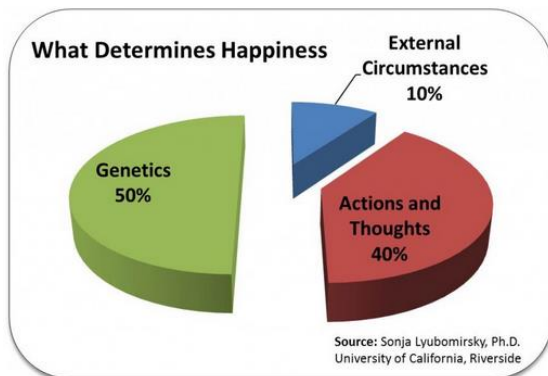 What Determines Happiness
External
Circumstances
10%
Genetics
50%
Actions and
Thoughts
40%
Source: Sonja Lyubomirsky, Ph.D.
University of California, Riverside